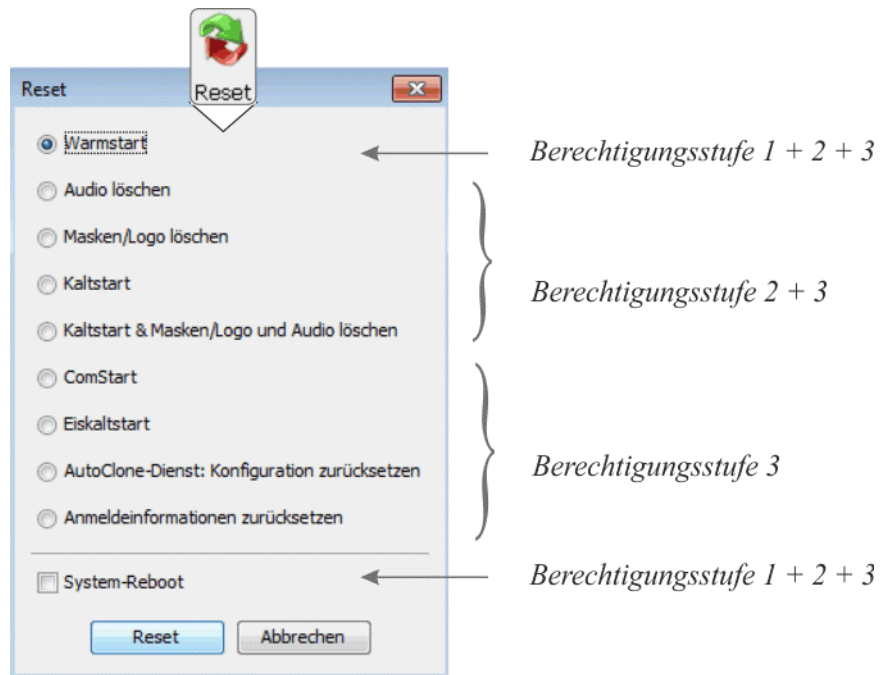 Reset
Reset
Warmstart
Berechtigungsstufe 1 + 2 + 3
Audio löschen
Masken/Logo löschen
Kaltstart
Kaltstart & Masken/Logo und Audio löschen
Berechtigungsstufe 2 + 3
ComStart
Eiskaltstart
AutoClone-Dienst: Konfiguration zurücksetzen
Anmeldeinformationen zurücksetzen
Berechtigungsstufe 3
System-Reboot
Berechtigungsstufe 1 + 2 + 3
Reset
Abbrechen